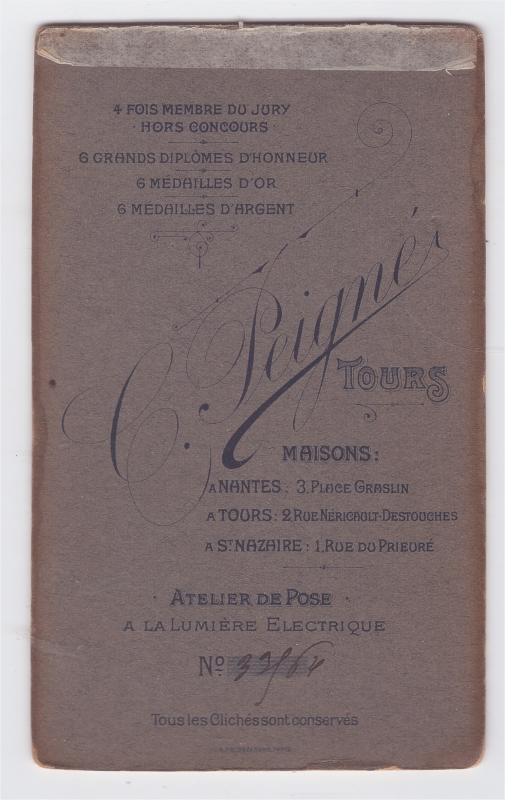 4 FOIS MEMBRE DU JURY
· HORS CONCOURS ·
6 GRANDS DIPLÔMES D'HONNEUR
6 MÉDAILLES D'OR
6 MÉDAILLES D'ARGENT
C. Peigné
TOURS
MAISONS:
A NANTES: 3, PLACE GRASLIN
A TOURS: 2, RUE NÉRICAULT-DESTOUCHES
A ST NAZAIRE: 1, RUE DU PRIEURÉ
· ATELIER DE POSE ·
A LA LUMIÈRE ELECTRIQUE
No
Tous les Clichés sont conservés